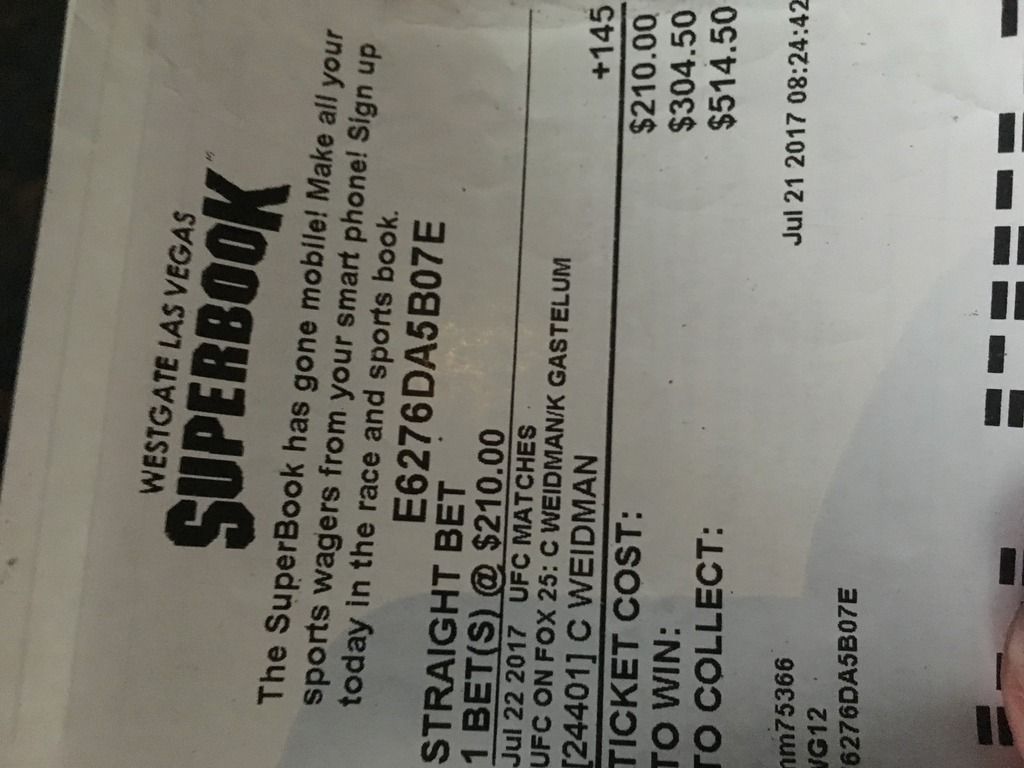 WESTGATE LAS VEGAS
SUPERBOOK
The SuperBook has gone mobile! Make all your
sports wagers from your smart phone! Sign up
today in the race and sports book.
E6276DA5B07E
STRAIGHT BET
1 BET(S) @ $210.00
Jul 22 2017 UFC MATCHES
UFC ON FOX 25: C WEIDMAN/K GASTELUM
[24401] C WEIDMAN +145
TICKET COST: $210.00
TO WIN: $304.50
TO COLLECT: $514.50
Jul 21 2017 08:24:42
nm75366
WG12
6276DA5B07E